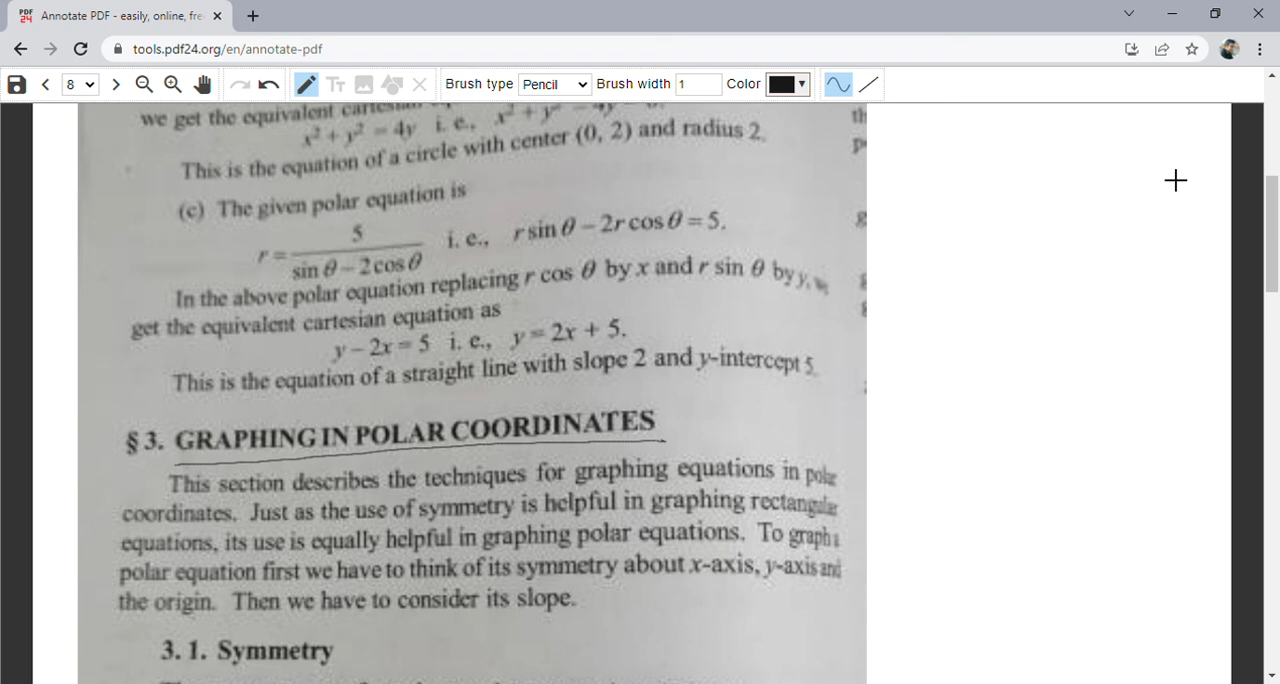 PDF 24
Annotate PDF - easily, online, fre
tools.pdf24.org/en/annotate-pdf
8
Brush type Pencil Brush width 1 Color
we get the equivalent cartesian
x² + y² = 4y i. e., x² + y² − 4y
This is the equation of a circle with center (0, 2) and radius 2.
(c) The given polar equation is
r = 5 / (sin θ − 2 cos θ) i. e., r sin θ − 2r cos θ = 5.
In the above polar equation replacing r cos θ by x and r sin θ by y,
get the equivalent cartesian equation as
y − 2x = 5 i. e., y = 2x + 5.
This is the equation of a straight line with slope 2 and y-intercept 5.
§ 3. GRAPHING IN POLAR COORDINATES
This section describes the techniques for graphing equations in polar
coordinates. Just as the use of symmetry is helpful in graphing rectangular
equations, its use is equally helpful in graphing polar equations. To graph a
polar equation first we have to think of its symmetry about x-axis, y-axis and
the origin. Then we have to consider its slope.
3. 1. Symmetry